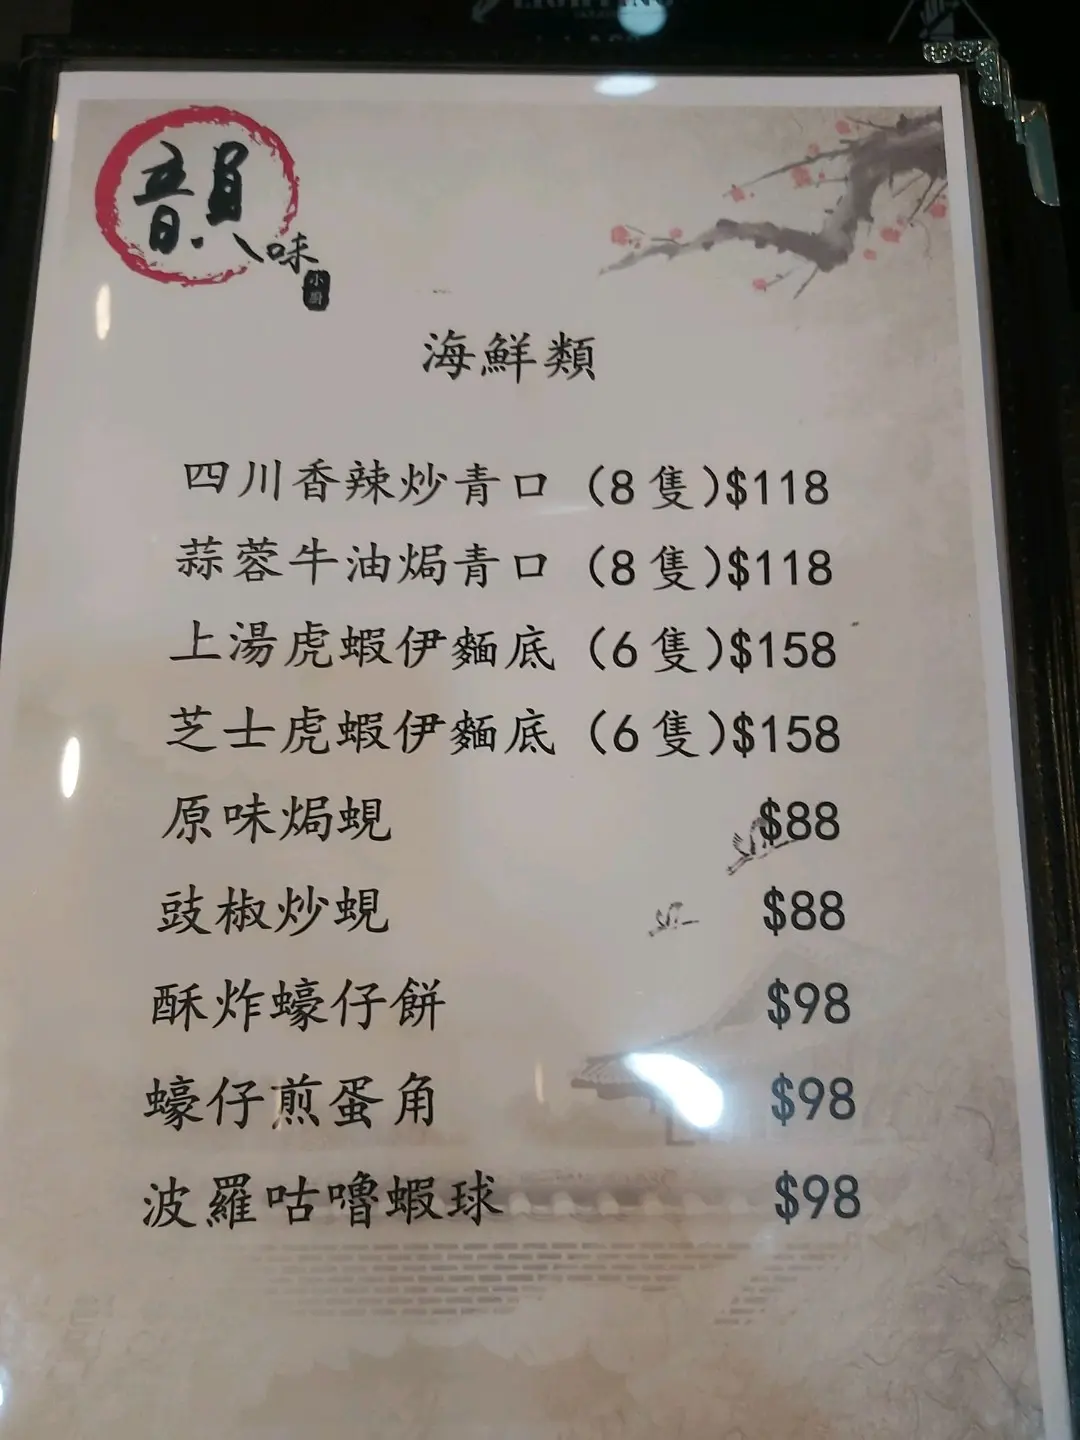 韻味
小廚
海鮮類
四川香辣炒青口 (8隻)$118
蒜蓉牛油焗青口 (8隻)$118
上湯虎蝦伊麵底 (6隻)$158
芝士虎蝦伊麵底 (6隻)$158
原味焗蜆 $88
豉椒炒蜆 $88
酥炸蠔仔餅 $98
蠔仔煎蛋角 $98
波羅咕嚕蝦球 $98